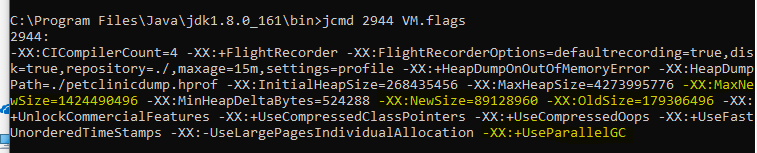 C:\Program Files\Java\jdk1.8.0_161\bin>jcmd 2944 VM.flags
2944:
-XX:CICompilerCount=4 -XX:+FlightRecorder -XX:FlightRecorderOptions=defaultrecording=true,dis
k=true,repository=./,maxage=15m,settings=profile -XX:+HeapDumpOnOutOfMemoryError -XX:HeapDump
Path=./petclinicdump.hprof -XX:InitialHeapSize=268435456 -XX:MaxHeapSize=4273995776 -XX:MaxNe
wSize=1424490496 -XX:MinHeapDeltaBytes=524288 -XX:NewSize=89128960 -XX:OldSize=179306496 -XX:
+UnlockCommercialFeatures -XX:+UseCompressedClassPointers -XX:+UseCompressedOops -XX:+UseFast
UnorderedTimeStamps -XX:-UseLargePagesIndividualAllocation -XX:+UseParallelGC